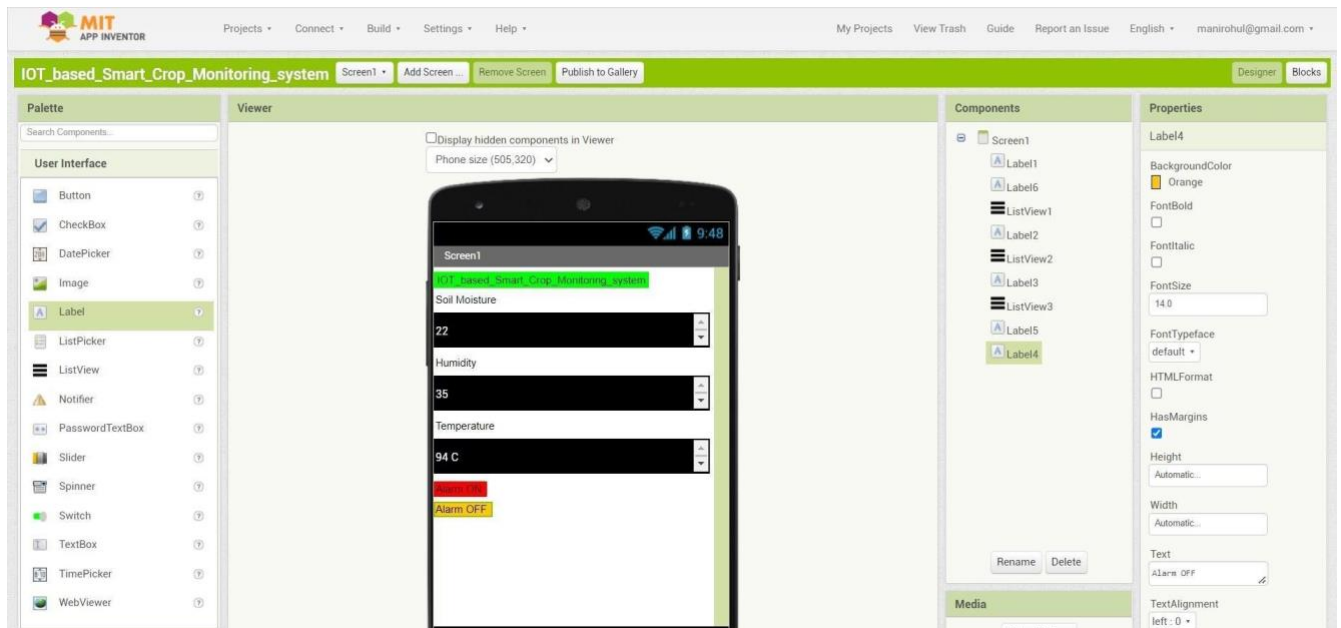 MIT
APP INVENTOR
Projects Connect Build Settings Help
My Projects View Trash Guide Report an Issue English manirohul@gmail.com
IOT_based_Smart_Crop_Monitoring_system Screen1 Add Screen ... Remove Screen Publish to Gallery
Designer Blocks
Palette
Search Components...
User Interface
Button
CheckBox
DatePicker
Image
Label
ListPicker
ListView
Notifier
PasswordTextBox
Slider
Spinner
Switch
TextBox
TimePicker
WebViewer
Viewer
Display hidden components in Viewer
Phone size (505,320)
9:48
Screen1
IOT_based_Smart_Crop_Monitoring_system
Soil Moisture
22
Humidity
35
Temperature
94 C
Alarm ON
Alarm OFF
Components
Screen1
Label1
Label6
ListView1
Label2
ListView2
Label3
ListView3
Label5
Label4
Rename Delete
Media
Properties
Label4
BackgroundColor
Orange
FontBold
FontItalic
FontSize
14.0
FontTypeface
default
HTMLFormat
HasMargins
Height
Automatic...
Width
Automatic...
Text
Alarm OFF
TextAlignment
left : 0